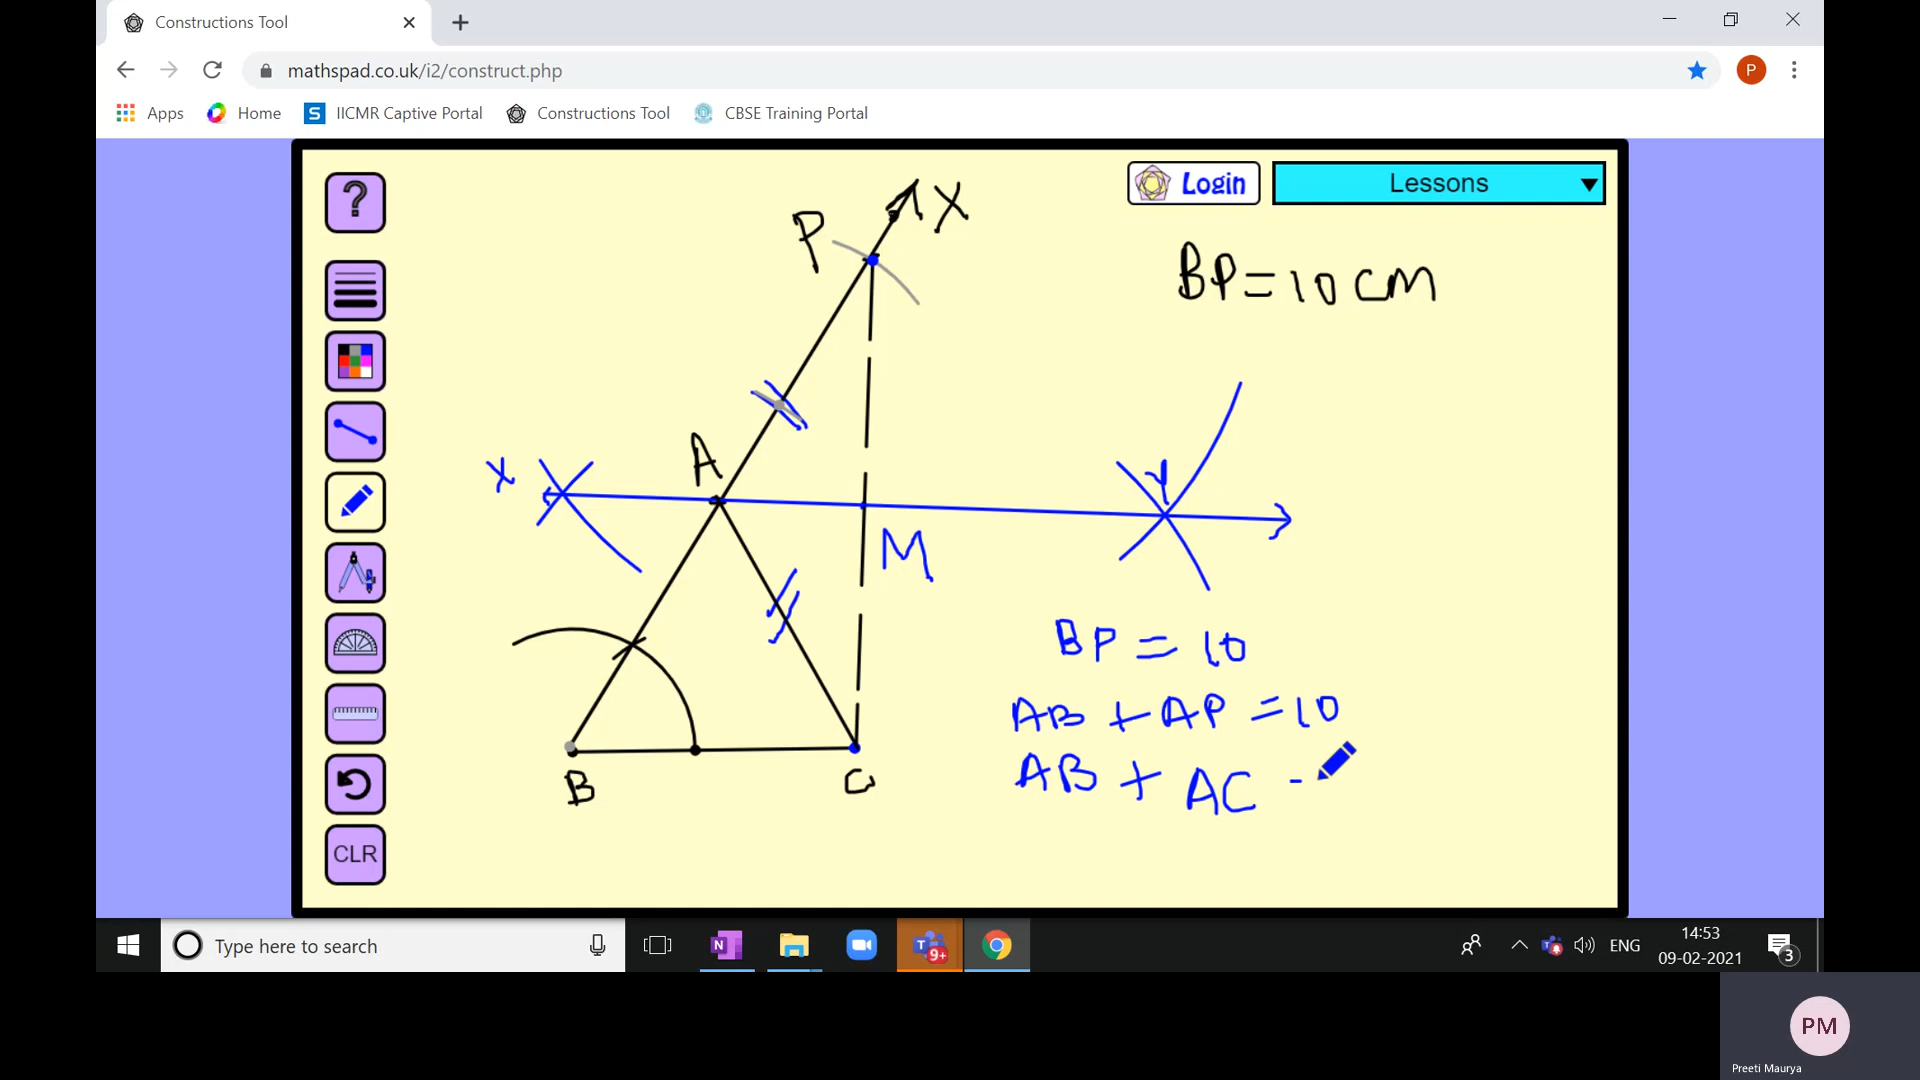 Constructions Tool
mathspad.co.uk/i2/construct.php
P
Apps Home IICMR Captive Portal Constructions Tool CBSE Training Portal
? Login Lessons
P X
BP = 10 CM
A
X Y
M
BP = 10
AB + AP = 10
AB + AC -
B C
CLR
Type here to search
N T 9+ ENG 14:53
09-02-2021 3
PM
Preeti Maurya